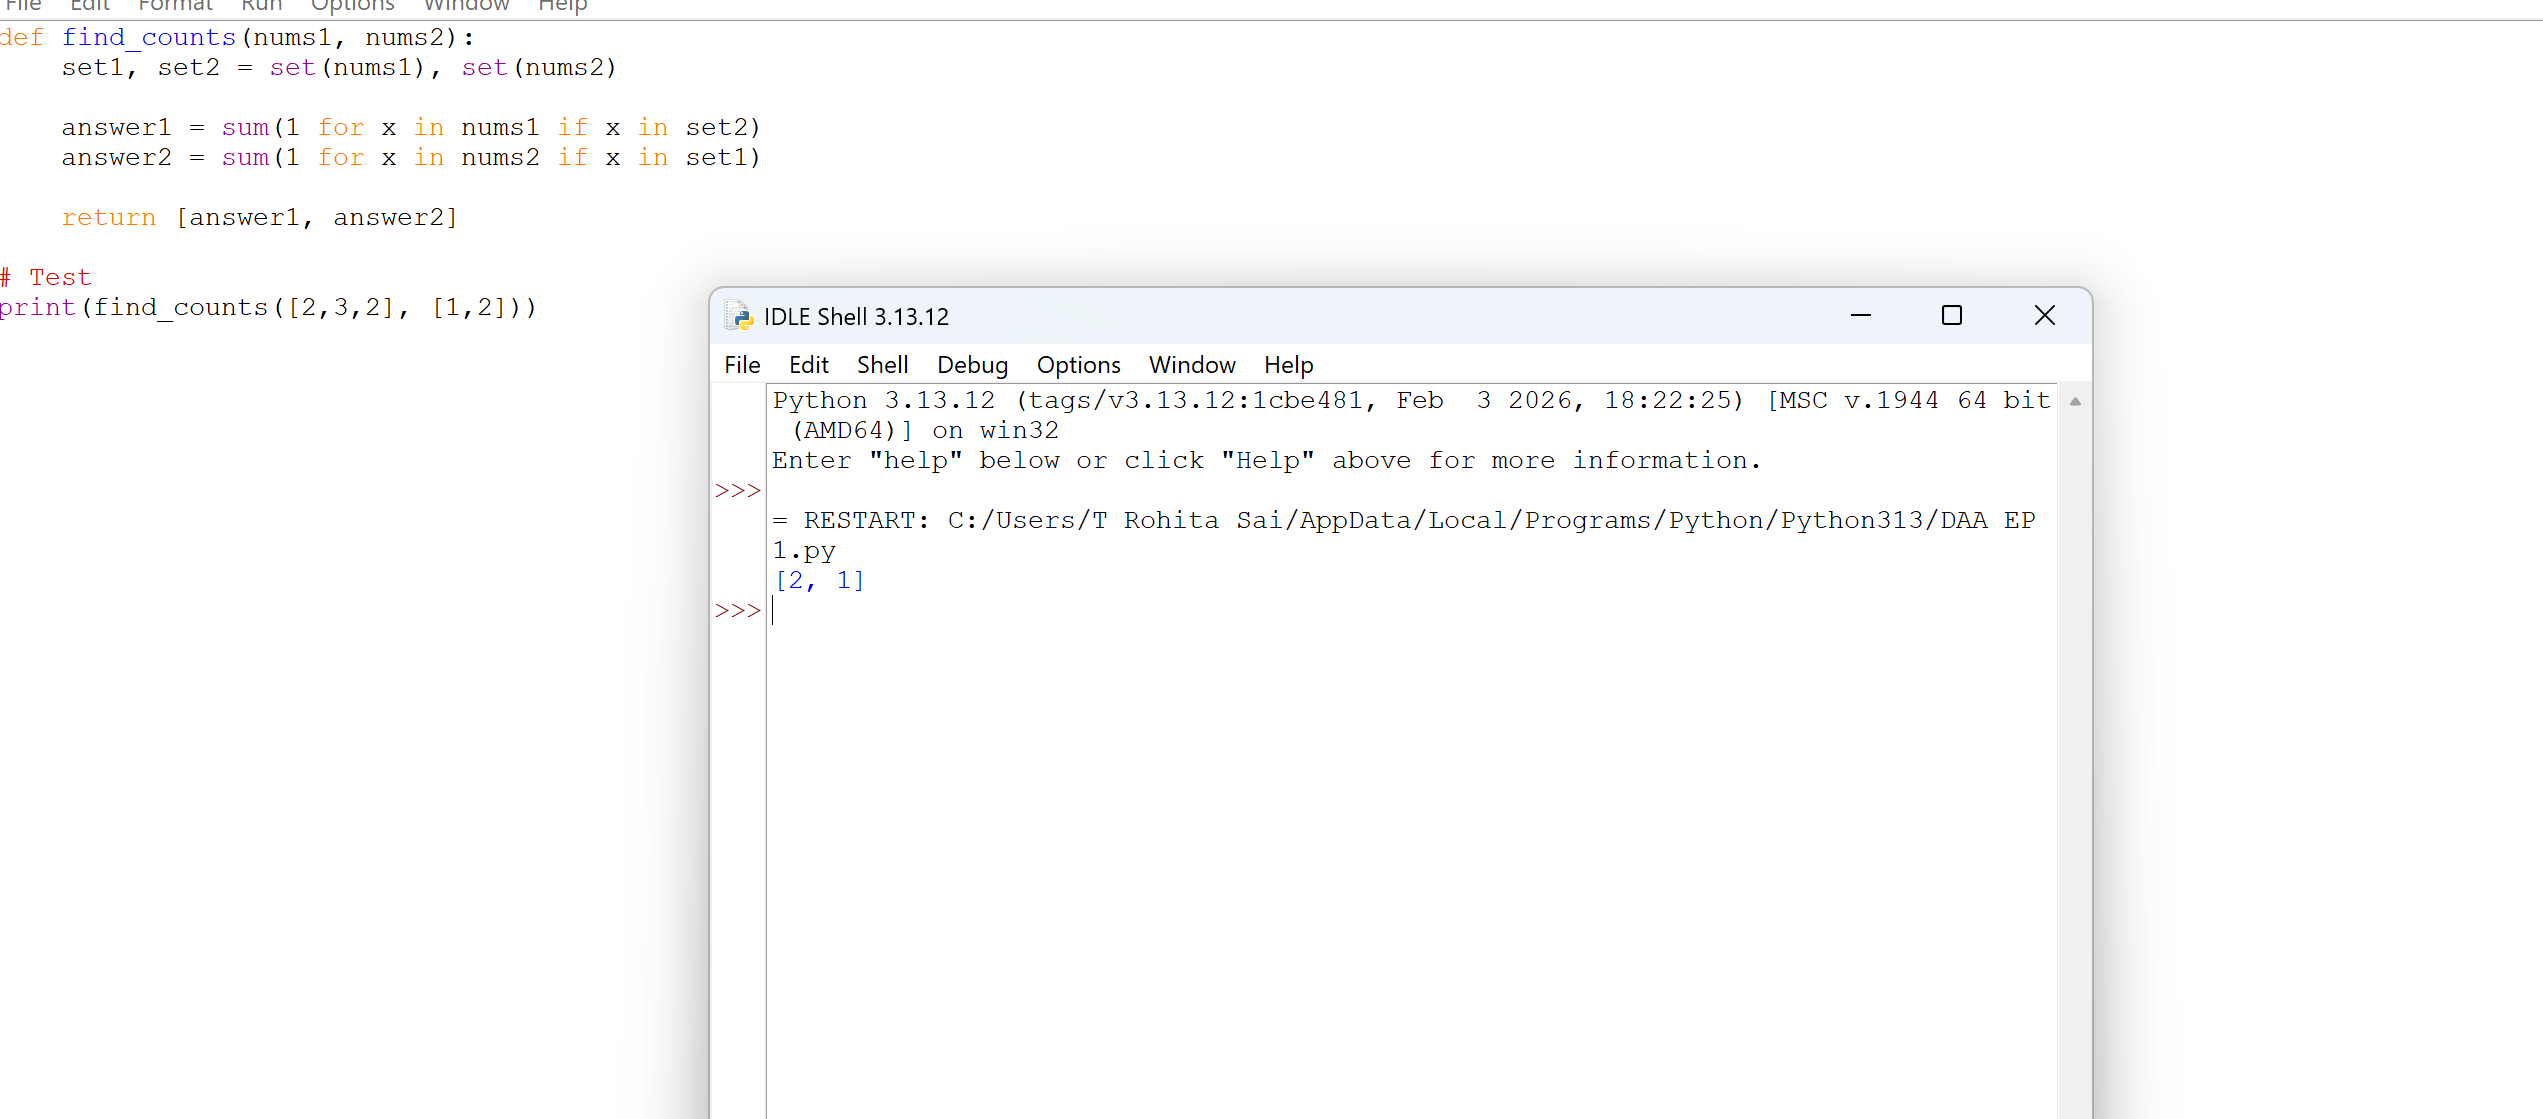 File Edit Format Run Options Window Help
def find_counts(nums1, nums2):
    set1, set2 = set(nums1), set(nums2)
    answer1 = sum(1 for x in nums1 if x in set2)
    answer2 = sum(1 for x in nums2 if x in set1)
    return [answer1, answer2]
# Test
print(find_counts([2,3,2], [1,2]))
IDLE Shell 3.13.12
File Edit Shell Debug Options Window Help
Python 3.13.12 (tags/v3.13.12:1cbe481, Feb  3 2026, 18:22:25) [MSC v.1944 64 bit
 (AMD64)] on win32
Enter "help" below or click "Help" above for more information.
>>>
= RESTART: C:/Users/T Rohita Sai/AppData/Local/Programs/Python/Python313/DAA EP
1.py
[2, 1]
>>>